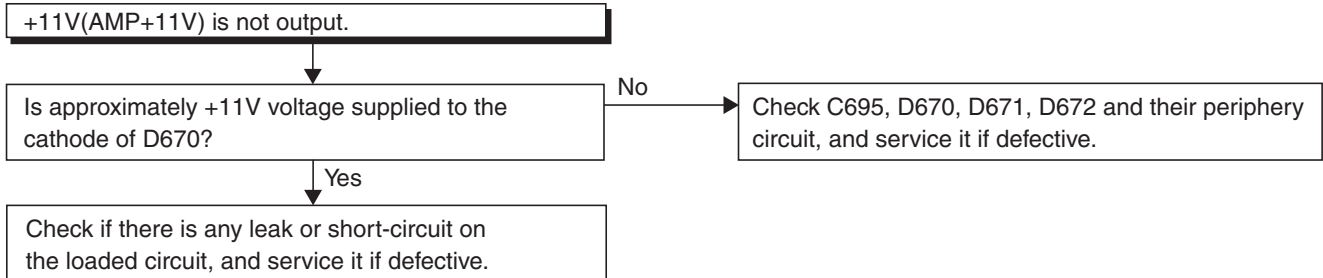 +11V(AMP+11V) is not output.
Is approximately +11V voltage supplied to the
cathode of D670?
No
Check C695, D670, D671, D672 and their periphery
circuit, and service it if defective.
Yes
Check if there is any leak or short-circuit on
the loaded circuit, and service it if defective.